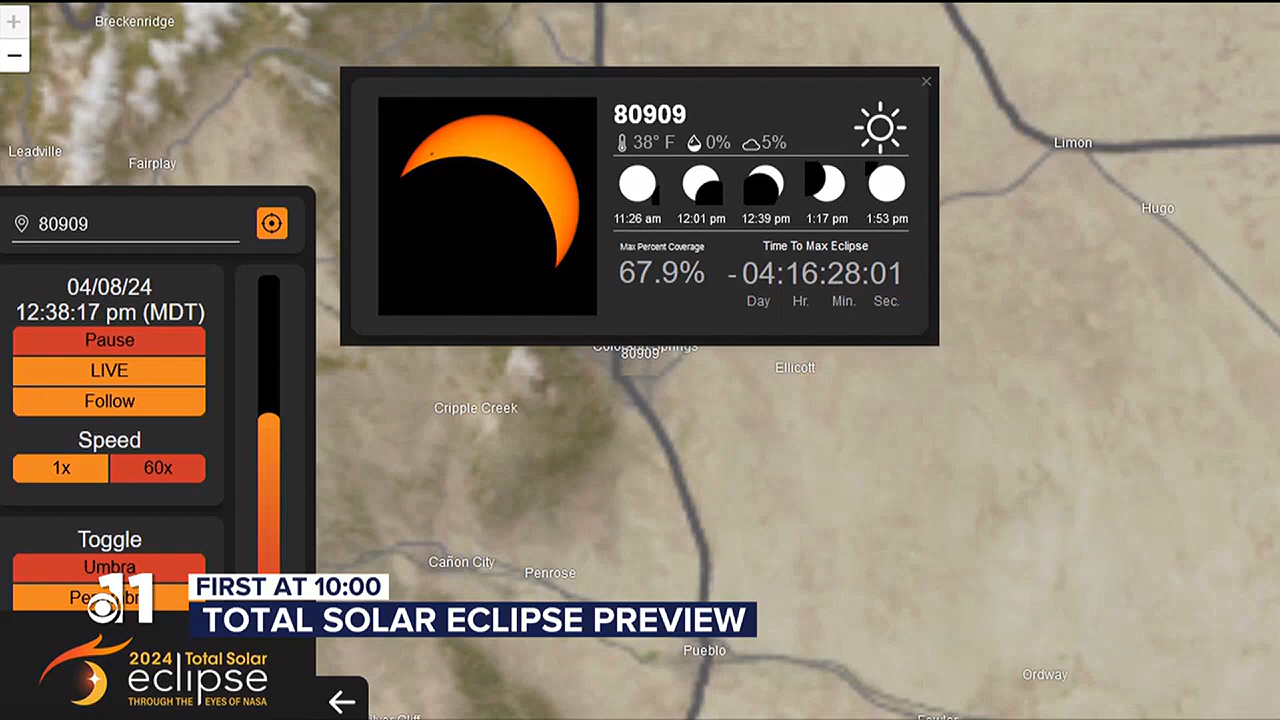 Breckenridge
Leadville
Fairplay
Limon
Hugo
80909
38° F 0% 5%
11:26 am 12:01 pm 12:39 pm 1:17 pm 1:53 pm
Max Percent Coverage
67.9%
Time To Max Eclipse
-04:16:28:01
Day Hr. Min. Sec.
80909
04/08/24
12:38:17 pm (MDT)
Pause
LIVE
Follow
Speed
1x 60x
Toggle
Umbra
Colorado Springs
80909
Ellicott
Cripple Creek
Cañon City
Penrose
Pueblo
Ordway
11
FIRST AT 10:00
TOTAL SOLAR ECLIPSE PREVIEW
2024 Total Solar
eclipse
THROUGH THE EYES OF NASA